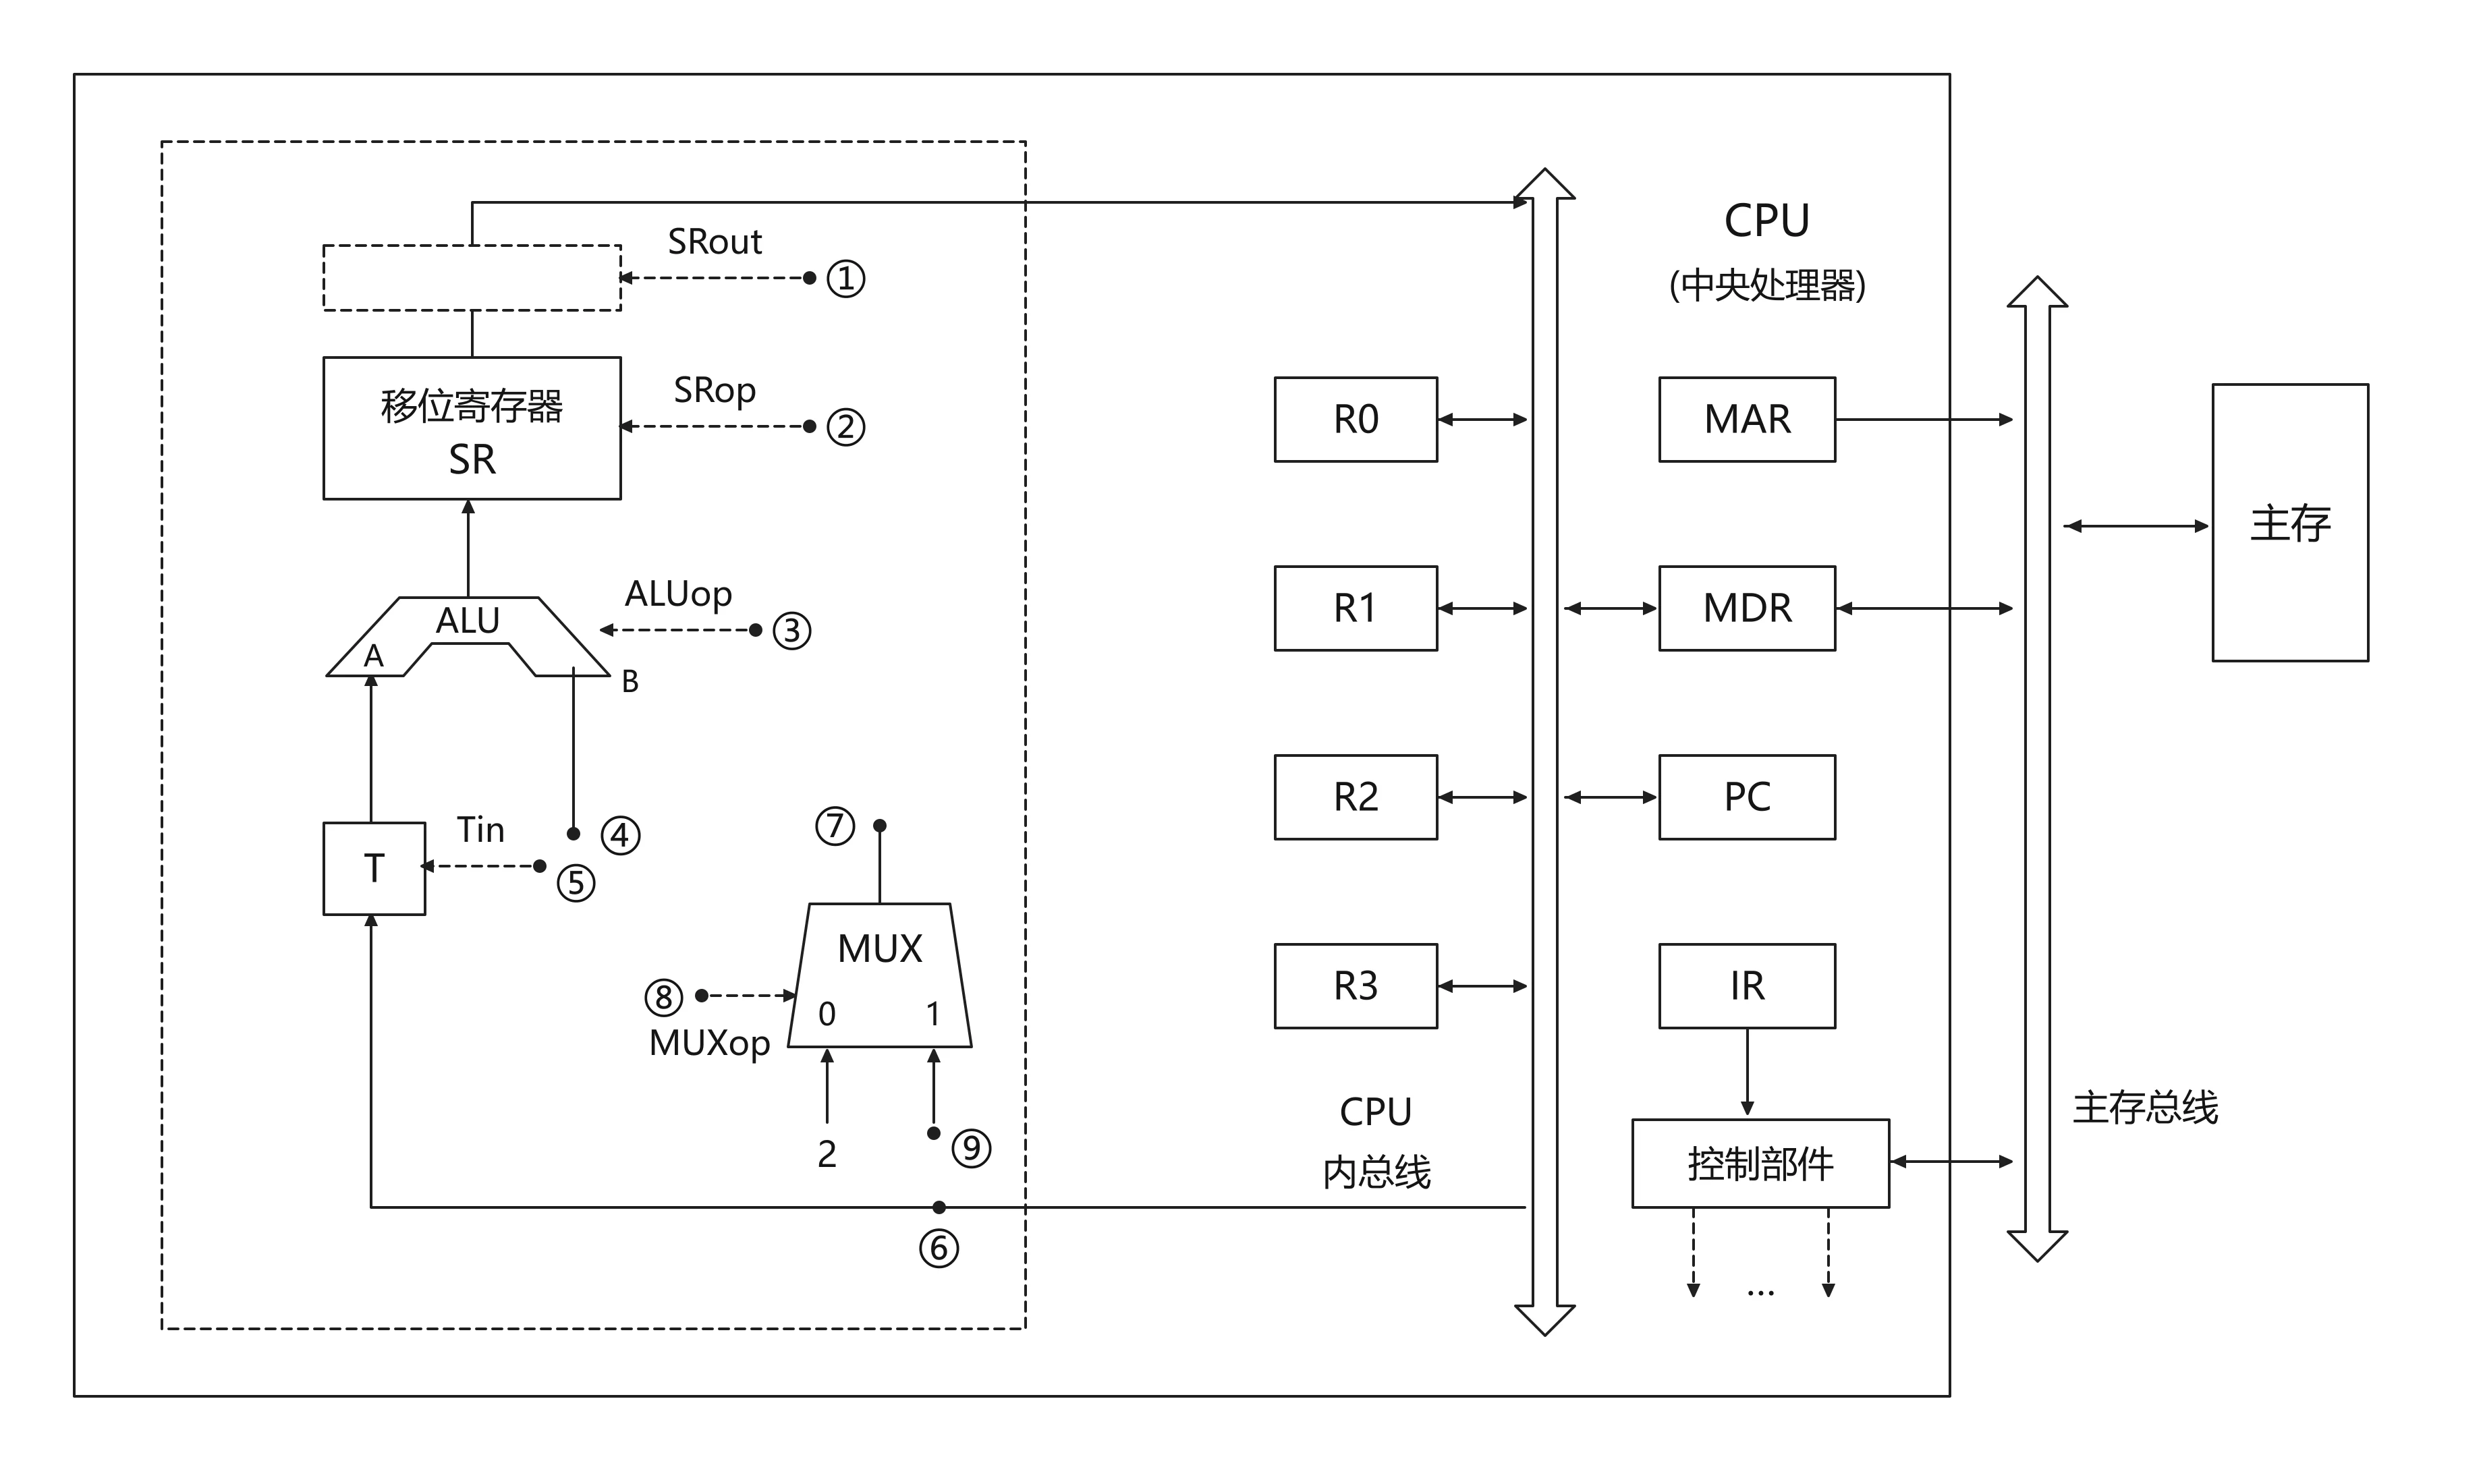 CPU
(中央处理器)
SRout
①
移位寄存器
SR
SRop
②
ALU
A
B
ALUop
③
T
Tin
④
⑤
⑦
MUX
0
1
⑧
MUXop
2
⑨
⑥
R0
R1
R2
R3
CPU
内总线
MAR
MDR
PC
IR
控制部件
...
主存
主存总线